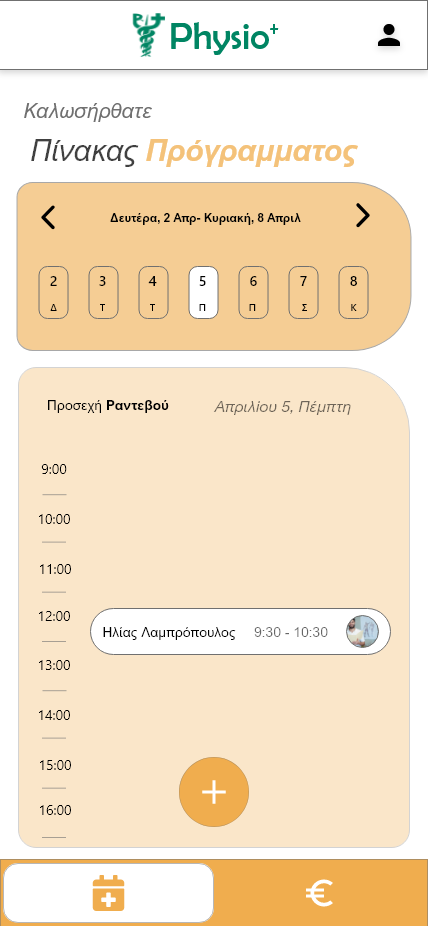 Physio+
Καλωσήρθατε
Πίνακας Πρόγραμματος
Δευτέρα, 2 Απρ- Κυριακή, 8 Απριλ
2 3 4 5 6 7 8
Δ Τ Τ Π Π Σ Κ
Προσεχή Ραντεβού Απριλίου 5, Πέμπτη
9:00
10:00
11:00
12:00
Ηλίας Λαμπρόπουλος 9:30 - 10:30
13:00
14:00
15:00
16:00
€